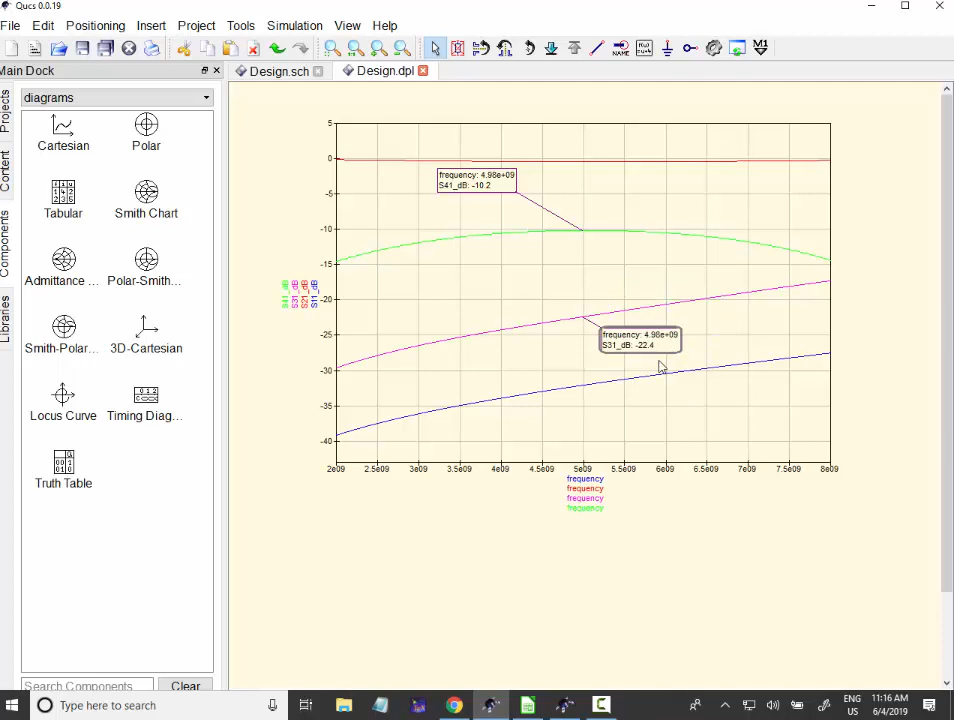 Qucs 0.0.19
File Edit Positioning Insert Project Tools Simulation View Help
NAME
M1
Main Dock
Design.sch
Design.dpl
diagrams
Projects
Content
Components
Libraries
Cartesian
Polar
Tabular
Smith Chart
Admittance ...
Polar-Smith...
Smith-Polar...
3D-Cartesian
Locus Curve
Timing Diag...
Truth Table
Search Components
Clear
5
0
-5
-10
-15
-20
-25
-30
-35
-40
2e09 2.5e09 3e09 3.5e09 4e09 4.5e09 5e09 5.5e09 6e09 6.5e09 7e09 7.5e09 8e09
S41_dB
S31_dB
S21_dB
S11_dB
frequency: 4.98e+09
S41_dB: -10.2
frequency: 4.98e+09
S31_dB: -22.4
frequency
frequency
frequency
frequency
Type here to search
ENG
US
11:16 AM
6/4/2019